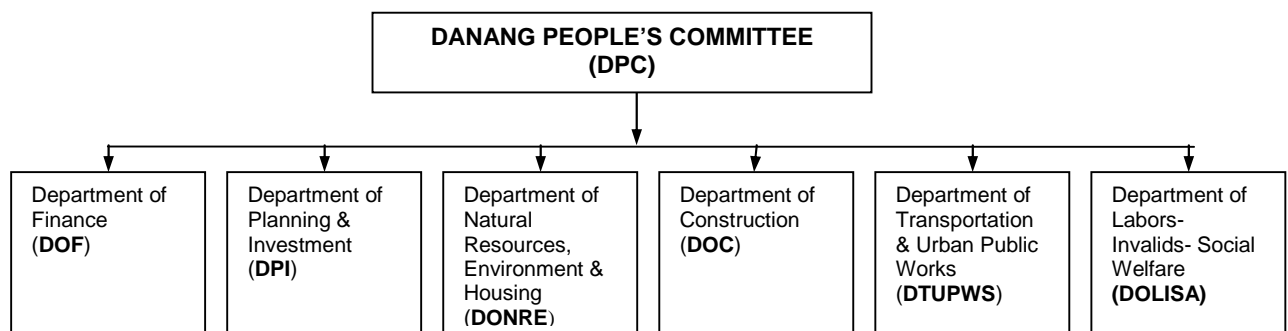 DANANG PEOPLE’S COMMITTEE
(DPC)
Department of
Finance
(DOF)
Department of
Planning &
Investment
(DPI)
Department of
Natural
Resources,
Environment &
Housing
(DONRE)
Department of
Construction
(DOC)
Department of
Transportation
& Urban Public
Works
(DTUPWS)
Department of
Labors-
Invalids- Social
Welfare
(DOLISA)